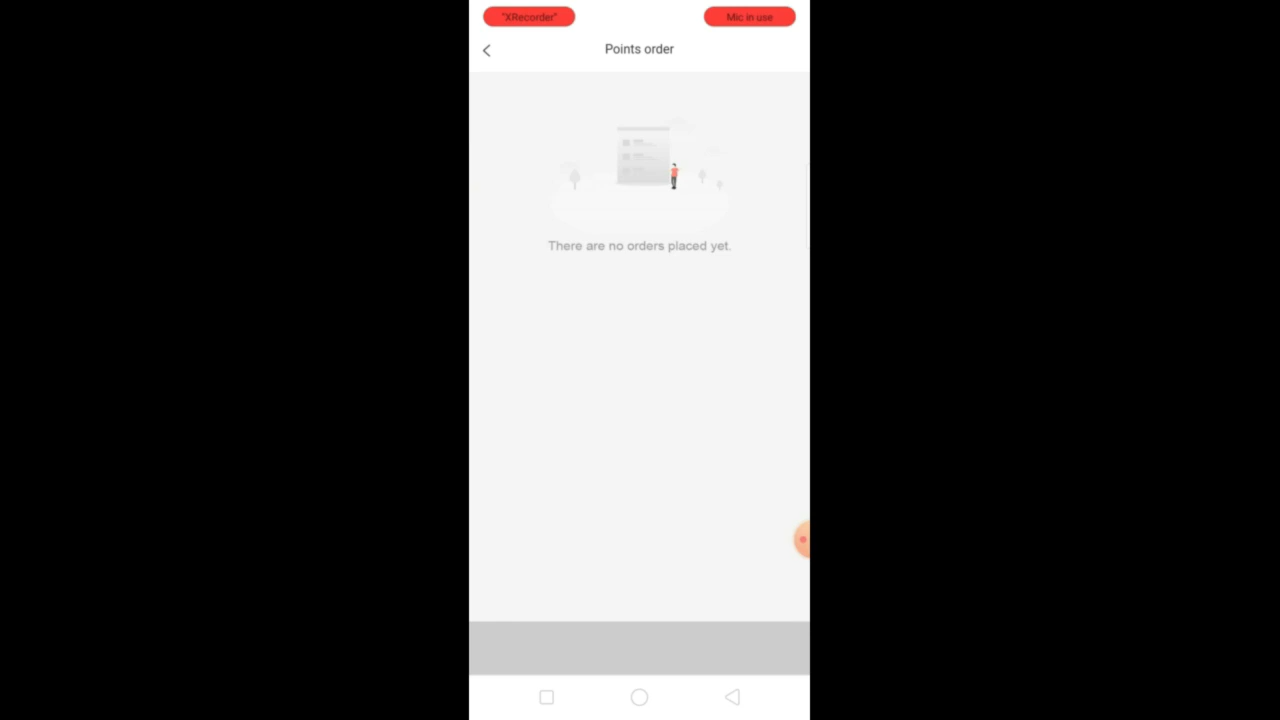 "XRecorder"
Mic in use
Points order
There are no orders placed yet.